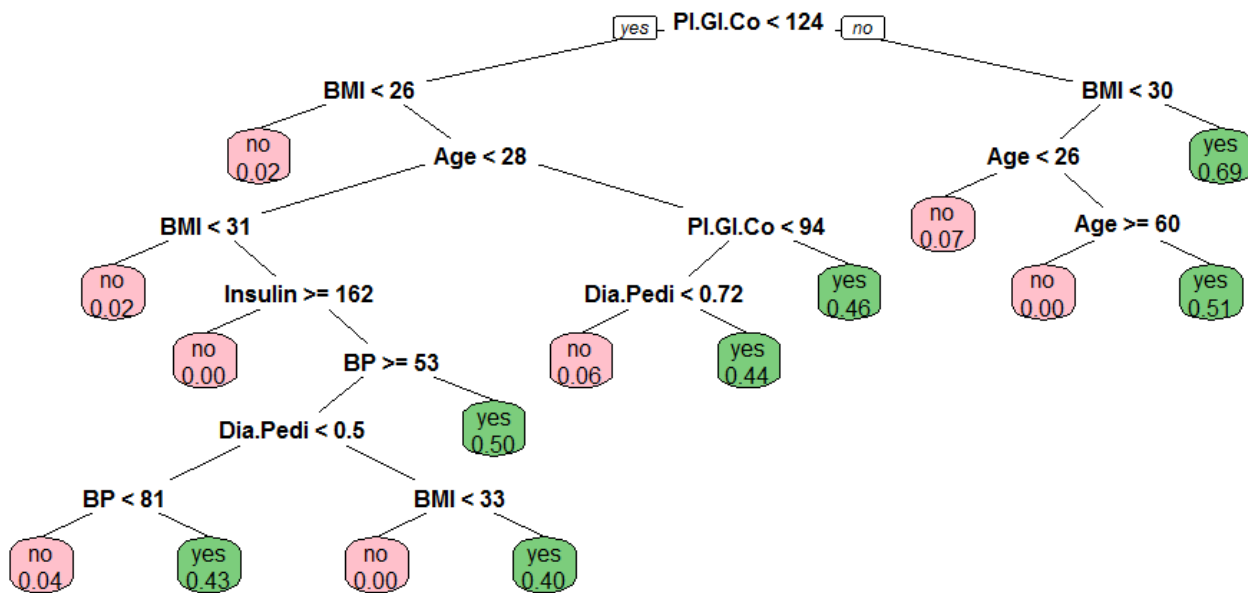 yes Pl.Gl.Co < 124 no
BMI < 26 BMI < 30
no
0.02
Age < 28 Age < 26
yes
0.69
BMI < 31 Pl.Gl.Co < 94
no
0.07
Age >= 60
no
0.02
Insulin >= 162 Dia.Pedi < 0.72
yes
0.46
no
0.00
yes
0.51
no
0.00
BP >= 53
no
0.06
yes
0.44
Dia.Pedi < 0.5
yes
0.50
BP < 81 BMI < 33
no
0.04
yes
0.43
no
0.00
yes
0.40